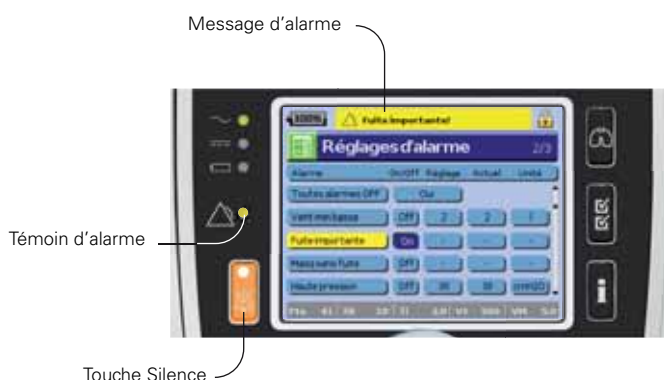 Message d'alarme
100%
Fuite importante!
Réglages d'alarme 2/3
Alarme On/Off Réglage Actuel Unité
Toutes alarmes OFF Oui
Vent min basse Off 2 2 l
Fuite importante On - - -
Masq sans fuite Off - - -
Haute pression Off
Témoin d'alarme
Touche Silence